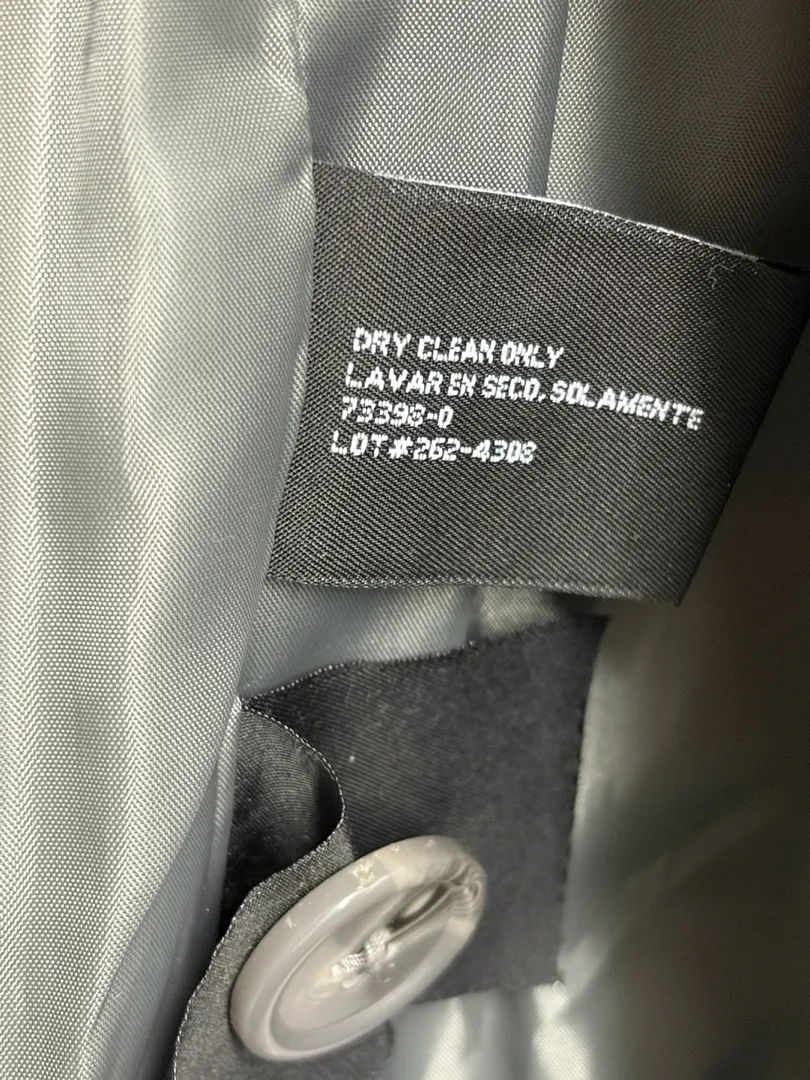 DRY CLEAN ONLY
LAVAR EN SECO, SOLAMENTE
73398-0
LOT#262-4308